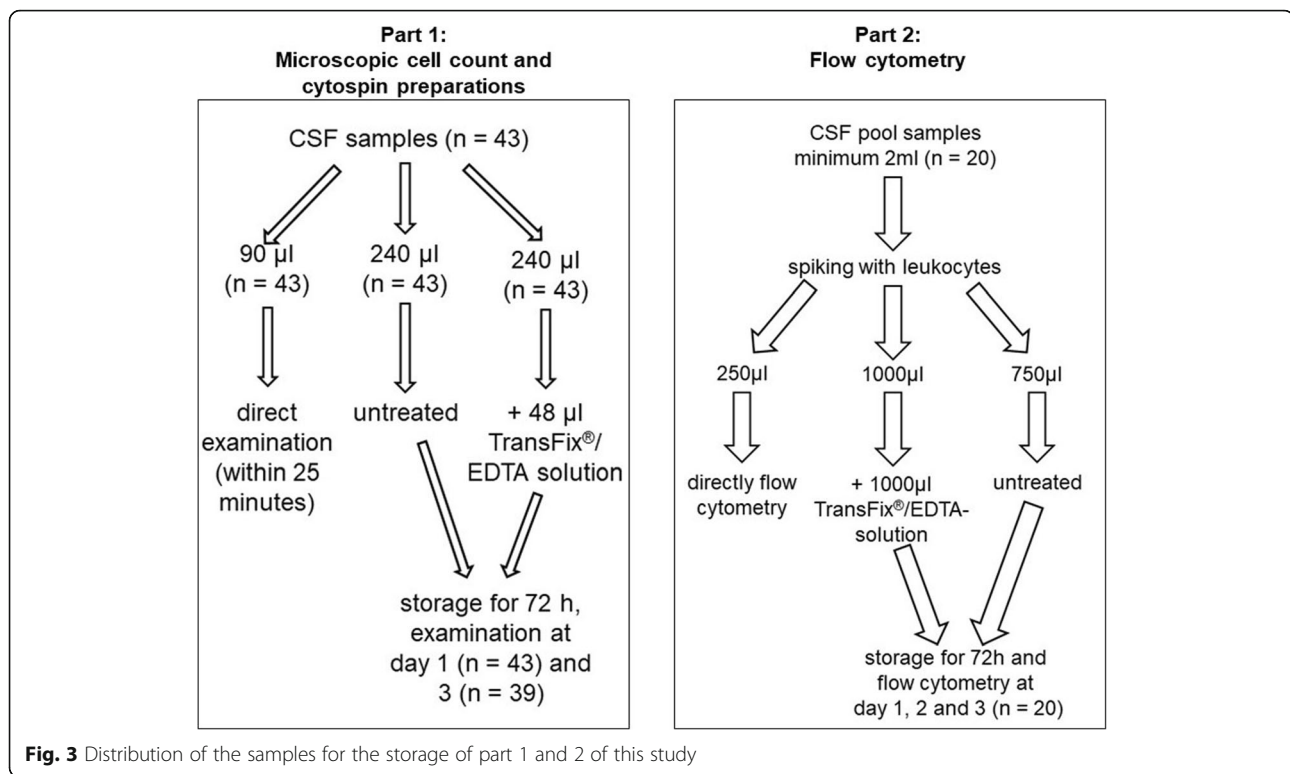 Part 1:
Microscopic cell count and
cytospin preparations
CSF samples (n = 43)
90 µl
(n = 43)
240 µl
(n = 43)
240 µl
(n = 43)
direct
examination
(within 25
minutes)
untreated
+ 48 µl
TransFix®/
EDTA solution
storage for 72 h,
examination at
day 1 (n = 43) and
3 (n = 39)
Part 2:
Flow cytometry
CSF pool samples
minimum 2ml (n = 20)
spiking with leukocytes
250µl
1000µl
750µl
directly flow
cytometry
+ 1000µl
TransFix®/EDTA-
solution
untreated
storage for 72h and
flow cytometry at
day 1, 2 and 3 (n = 20)
Fig. 3 Distribution of the samples for the storage of part 1 and 2 of this study